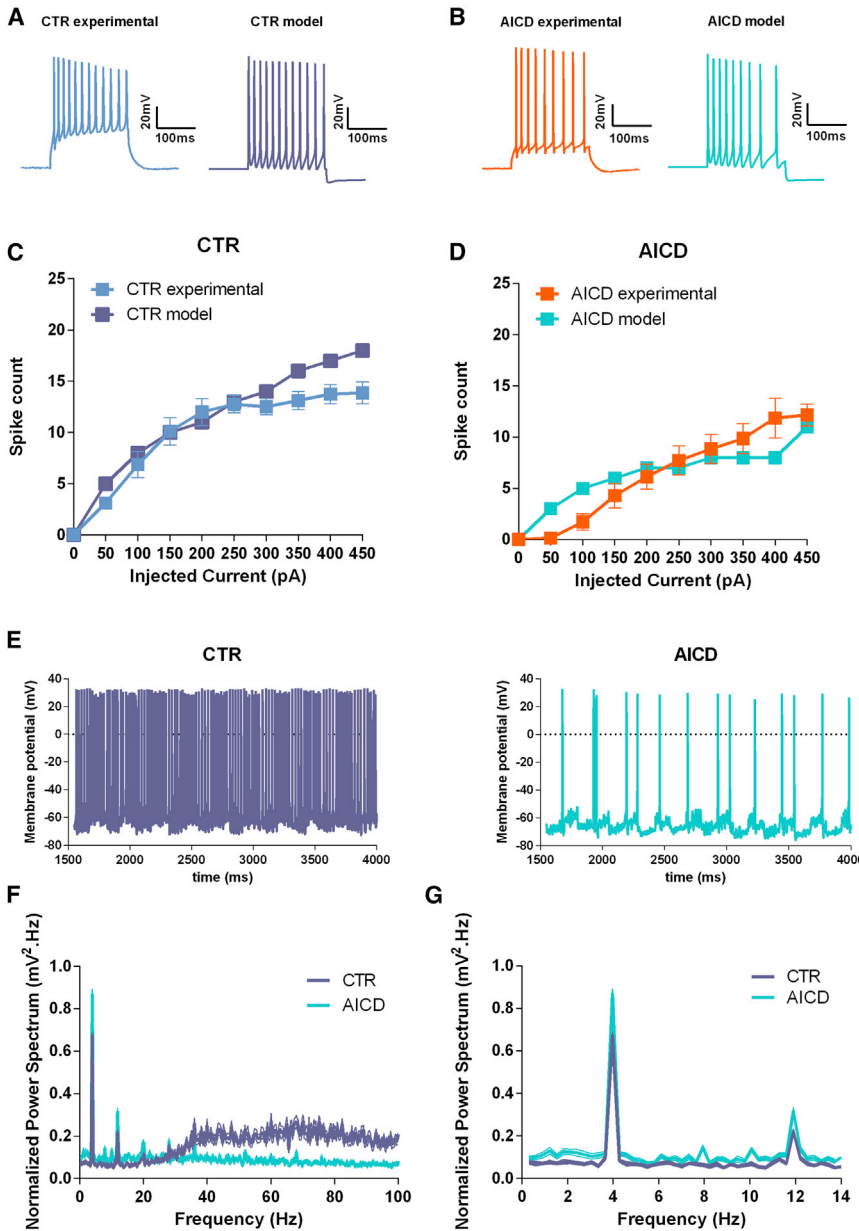 A
CTR experimental
CTR model
20mV
100ms
20mV
100ms
B
AICD experimental
AICD model
20mV
100ms
20mV
100ms
C
CTR
CTR experimental
CTR model
Spike count
25
20
15
10
5
0
0 50 100 150 200 250 300 350 400 450
Injected Current (pA)
D
AICD
AICD experimental
AICD model
Spike count
25
20
15
10
5
0
0 50 100 150 200 250 300 350 400 450
Injected Current (pA)
E
CTR
Membrane potential (mV)
40
20
0
-20
-40
-60
-80
1500 2000 2500 3000 3500 4000
time (ms)
AICD
Membrane potential (mV)
40
20
0
-20
-40
-60
-80
1500 2000 2500 3000 3500 4000
time (ms)
F
Normalized Power Spectrum (mV².Hz)
1.0
0.8
0.6
0.4
0.2
0.0
CTR
AICD
0 20 40 60 80 100
Frequency (Hz)
G
Normalized Power Spectrum (mV².Hz)
1.0
0.8
0.6
0.4
0.2
0.0
CTR
AICD
0 2 4 6 8 10 12 14
Frequency (Hz)